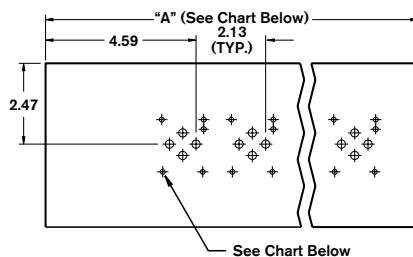 “A” (See Chart Below)
2.13
4.59
(TYP.)
2.47
See Chart Below